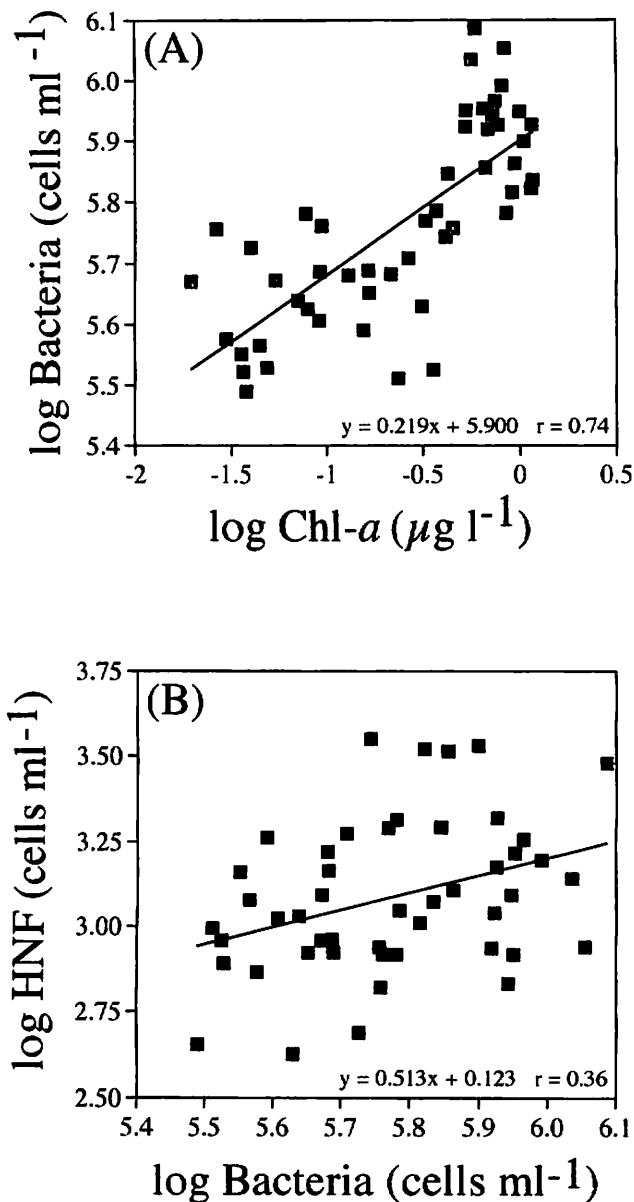 (A)
log Bacteria (cells ml⁻¹)
6.1
6.0
5.9
5.8
5.7
5.6
5.5
5.4
y = 0.219x + 5.900 r = 0.74
-2 -1.5 -1 -0.5 0 0.5
log Chl-a (µg l⁻¹)
(B)
log HNF (cells ml⁻¹)
3.75
3.50
3.25
3.00
2.75
2.50
y = 0.513x + 0.123 r = 0.36
5.4 5.5 5.6 5.7 5.8 5.9 6.0 6.1
log Bacteria (cells ml⁻¹)